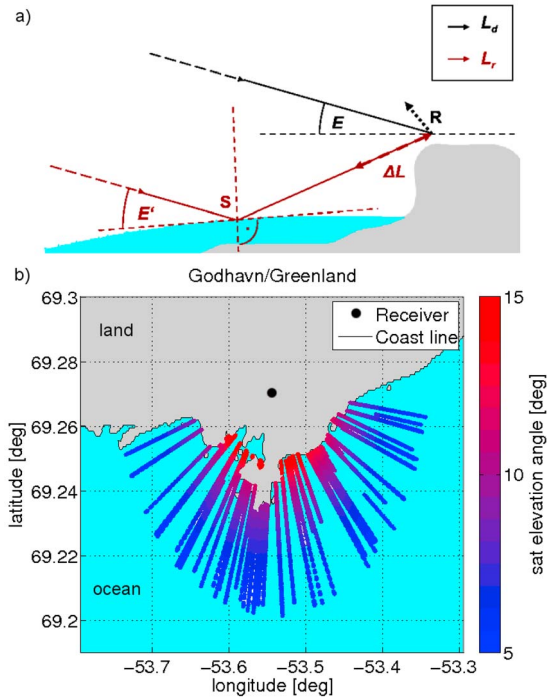 a)
L_d
L_r
R
E
ΔL
S
E'
b)
Godhavn/Greenland
69.3
69.28
69.26
69.24
69.22
69.2
latitude [deg]
land
ocean
Receiver
Coast line
−53.7
−53.6
−53.5
−53.4
−53.3
longitude [deg]
15
10
5
sat elevation angle [deg]